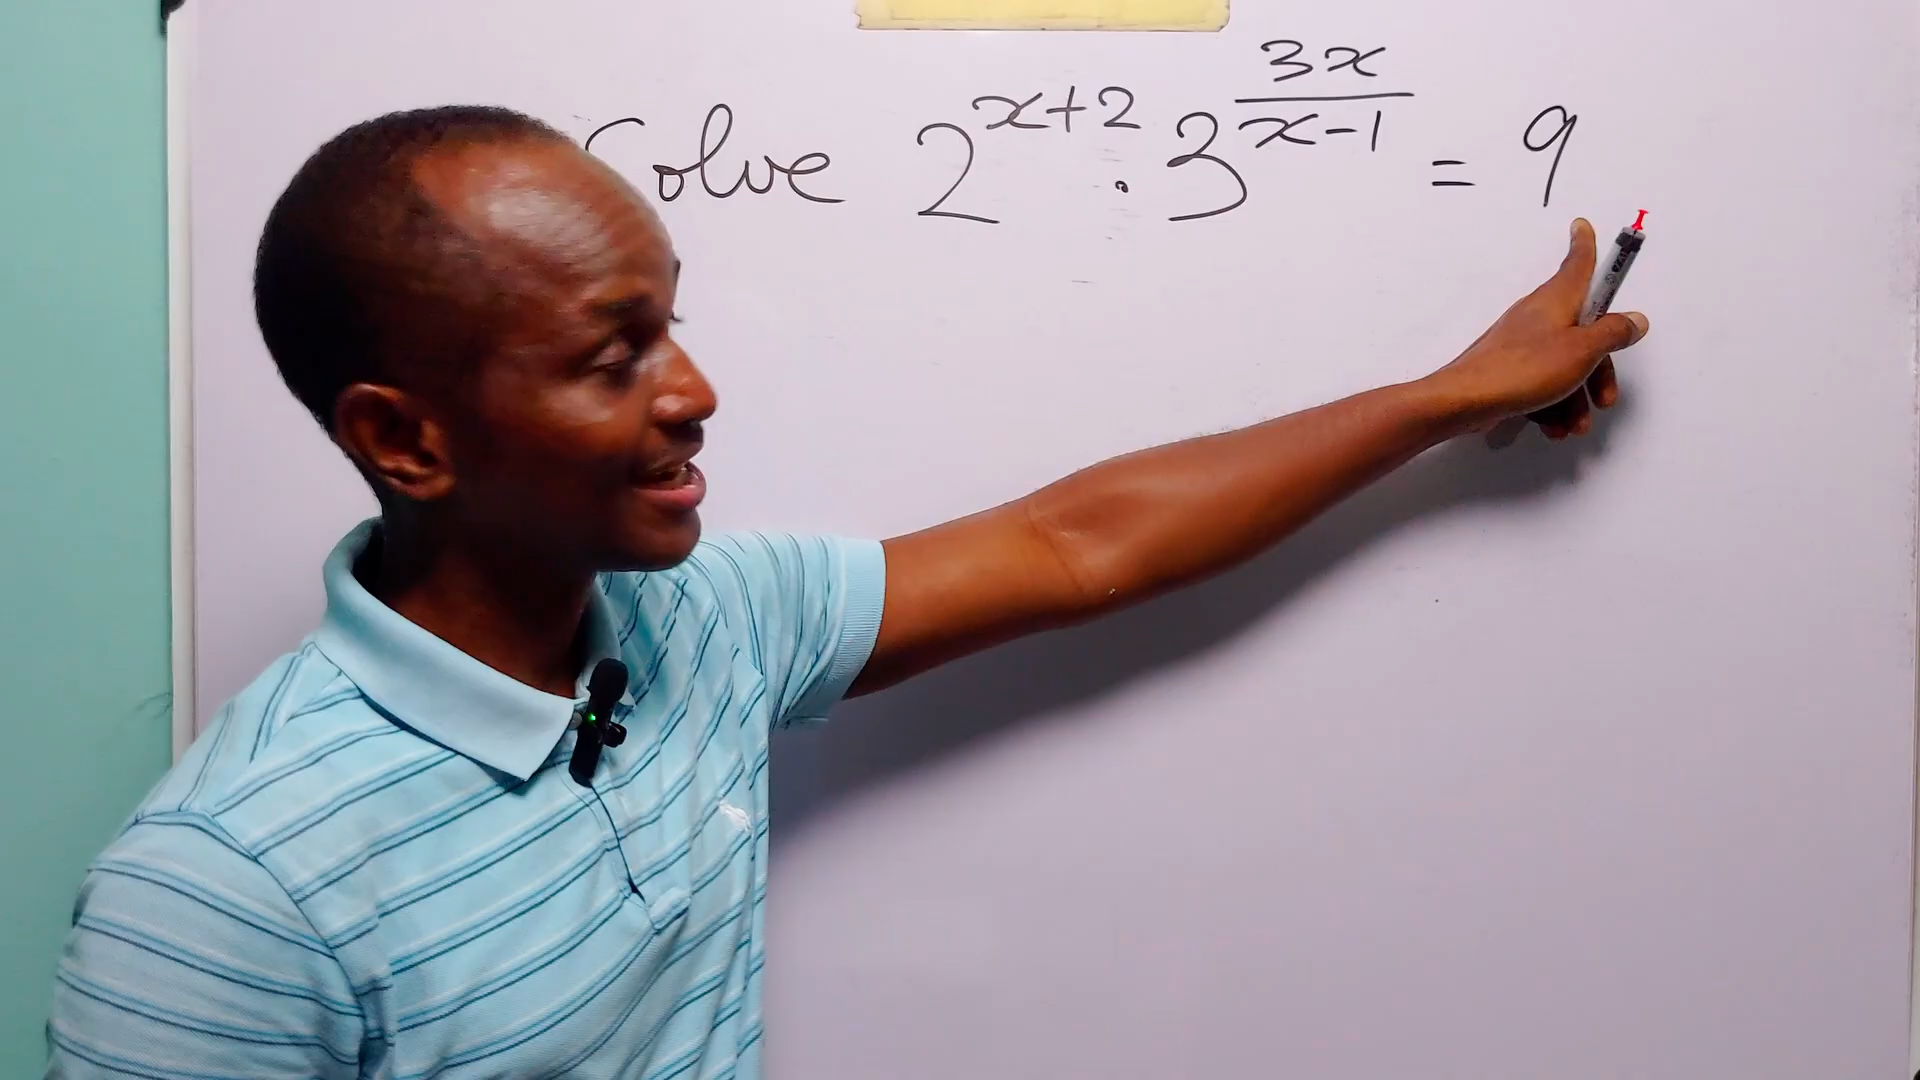 Solve 2^(x+2) . 3^(3x/(x-1)) = 9